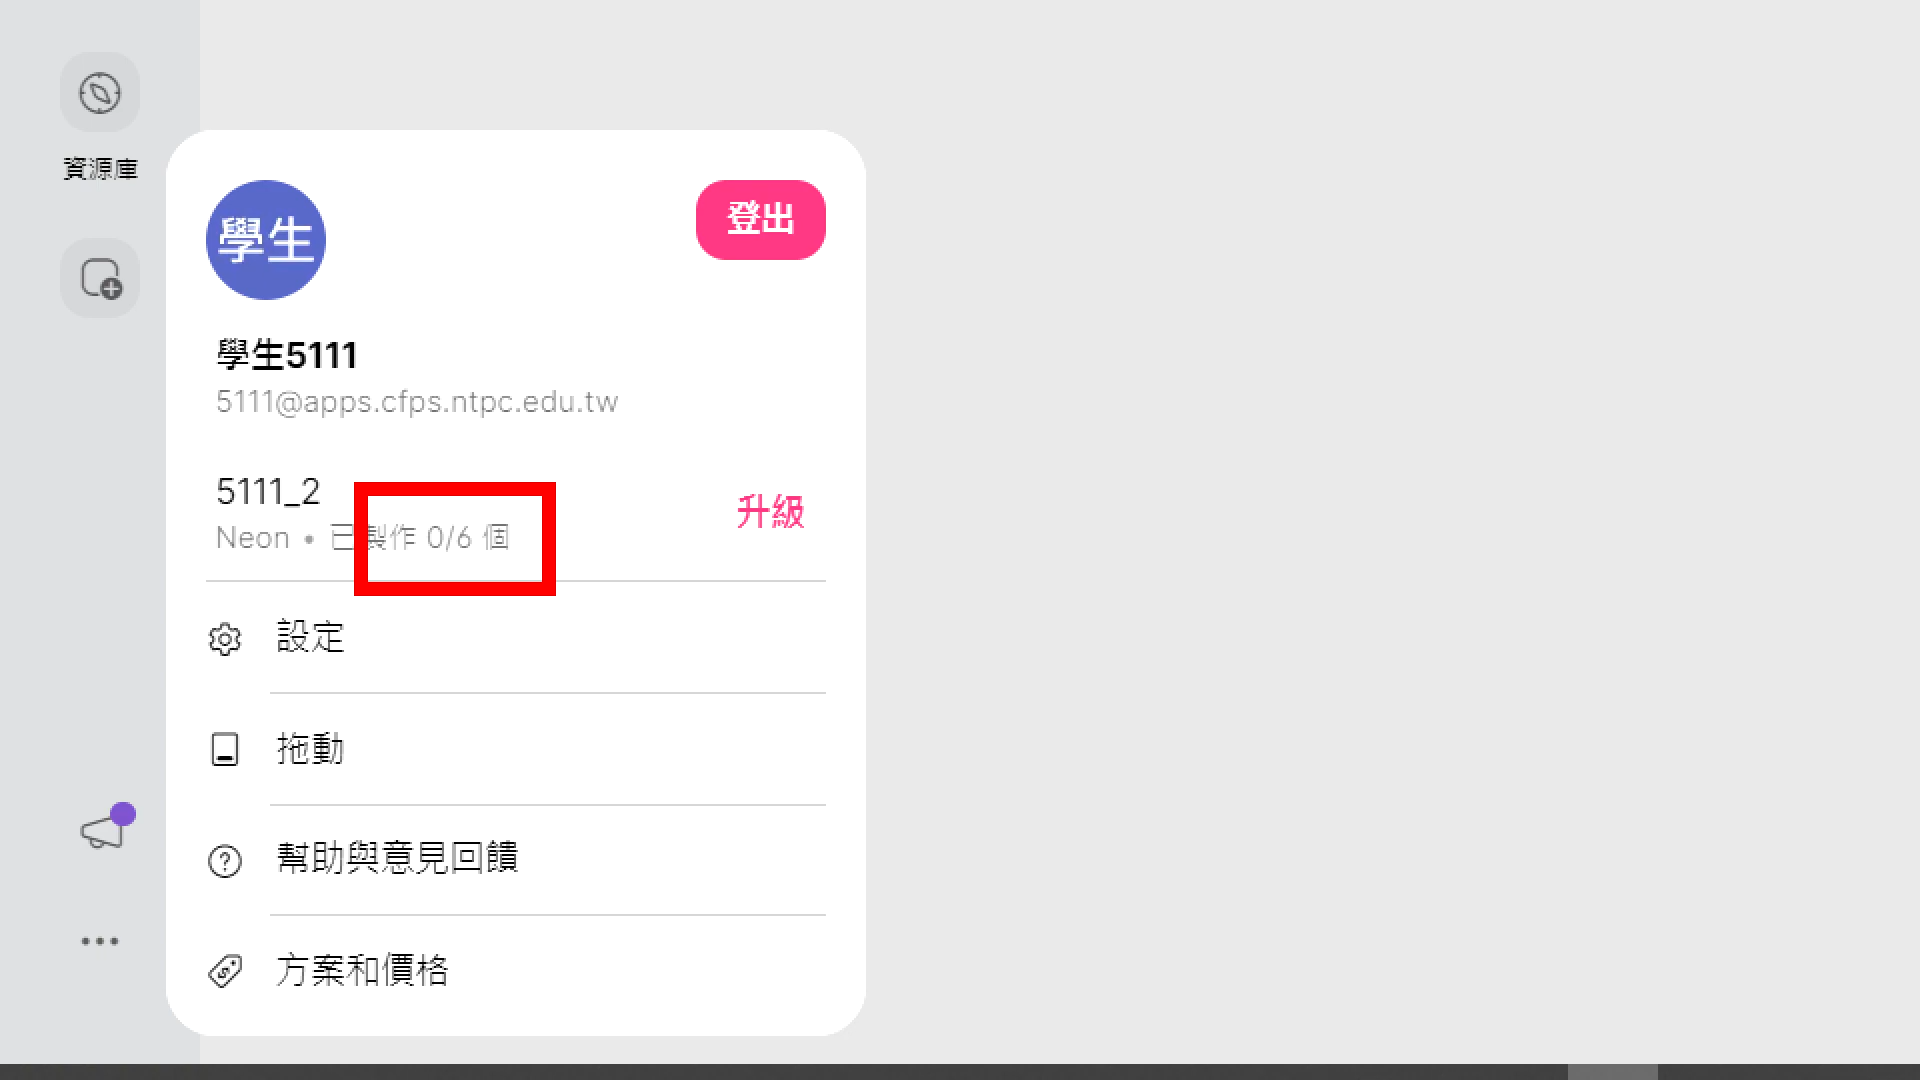 資源庫
學生
登出
學生5111
5111@apps.cfps.ntpc.edu.tw
5111_2
Neon • 已製作 0/6 個
升級
設定
拖動
幫助與意見回饋
方案和價格